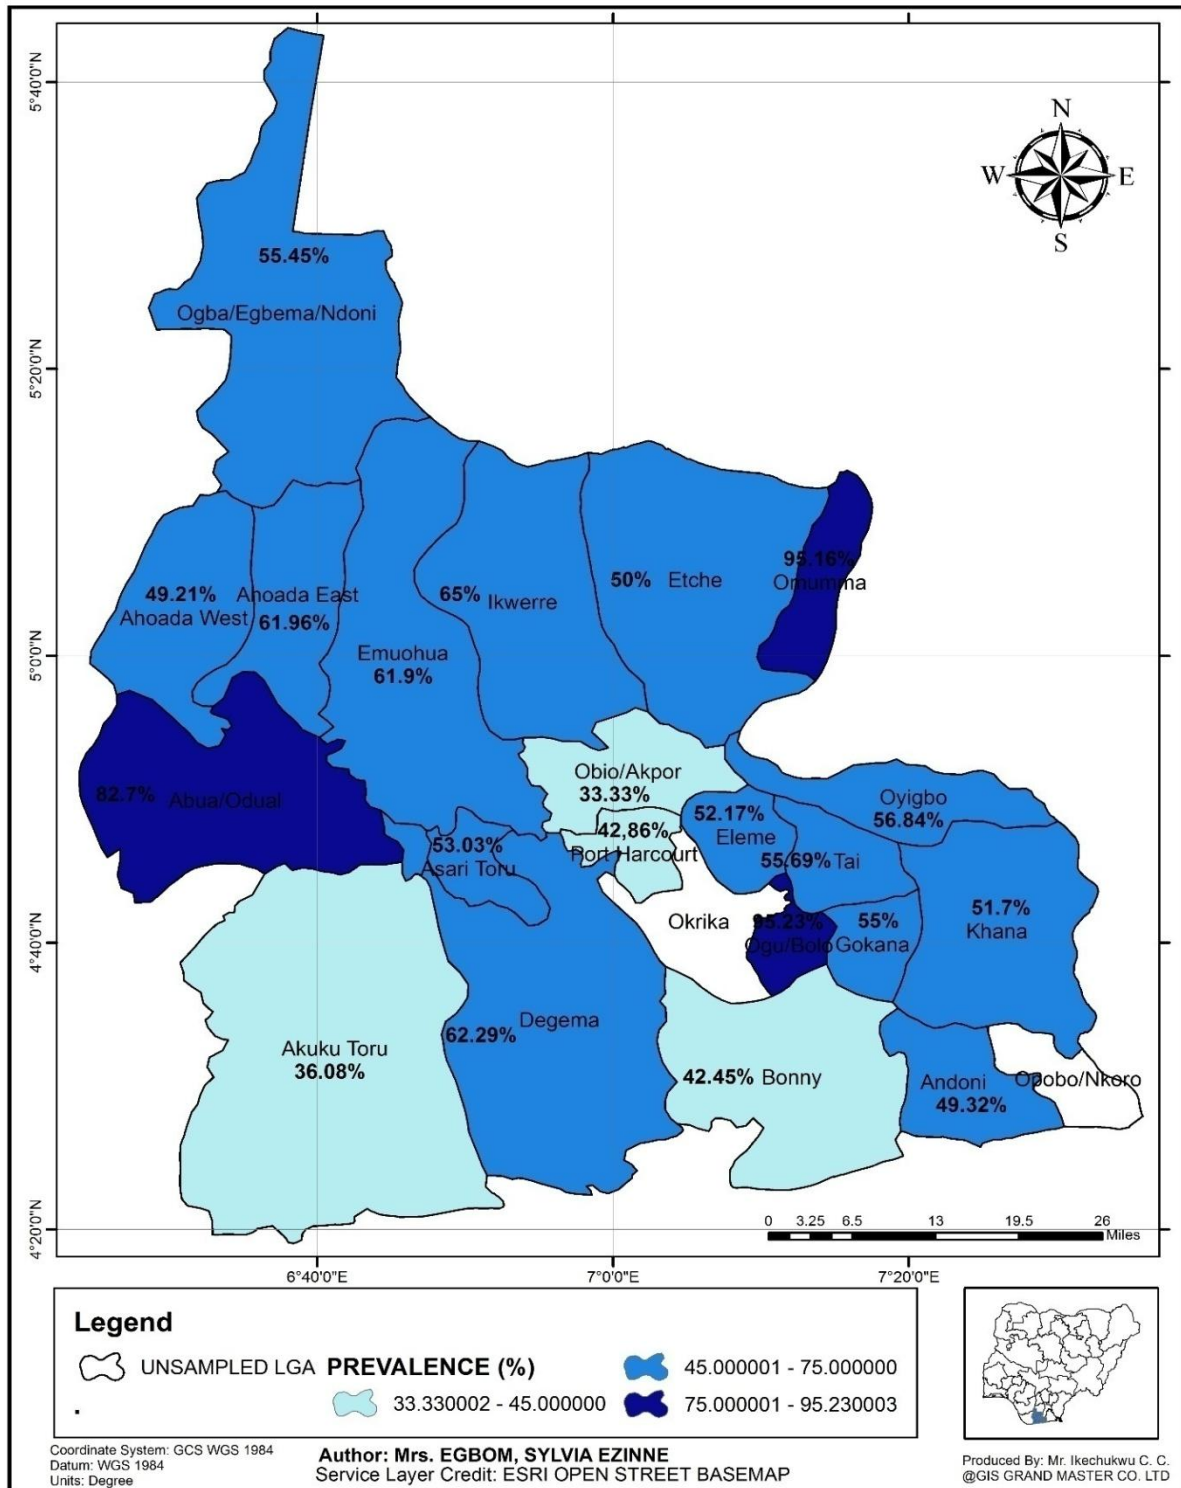 N
W E
S
5°40'0"N
5°20'0"N
5°0'0"N
4°40'0"N
4°20'0"N
55.45%
Ogba/Egbema/Ndoni
49.21%
Ahoada West
Ahoada East
61.96%
Emuohua
61.9%
65% Ikwerre
50% Etche
95.16%
Omumma
82.7% Abua/Odual
Obio/Akpor
33.33%
42,86%
Port Harcourt
53.03%
Asari Toru
52.17%
Eleme
55.69% Tai
Oyigbo
56.84%
Okrika
95.23%
Ogu/Bolo
55%
Gokana
51.7%
Khana
Akuku Toru
36.08%
62.29% Degema
42.45% Bonny
Andoni
49.32%
Opobo/Nkoro
0 3.25 6.5 13 19.5 26
Miles
6°40'0"E 7°0'0"E 7°20'0"E
Legend
UNSAMPLED LGA PREVALENCE (%)
33.330002 - 45.000000
45.000001 - 75.000000
75.000001 - 95.230003
.
Coordinate System: GCS WGS 1984
Datum: WGS 1984
Units: Degree
Author: Mrs. EGBOM, SYLVIA EZINNE
Service Layer Credit: ESRI OPEN STREET BASEMAP
Produced By: Mr. Ikechukwu C. C.
@GIS GRAND MASTER CO. LTD